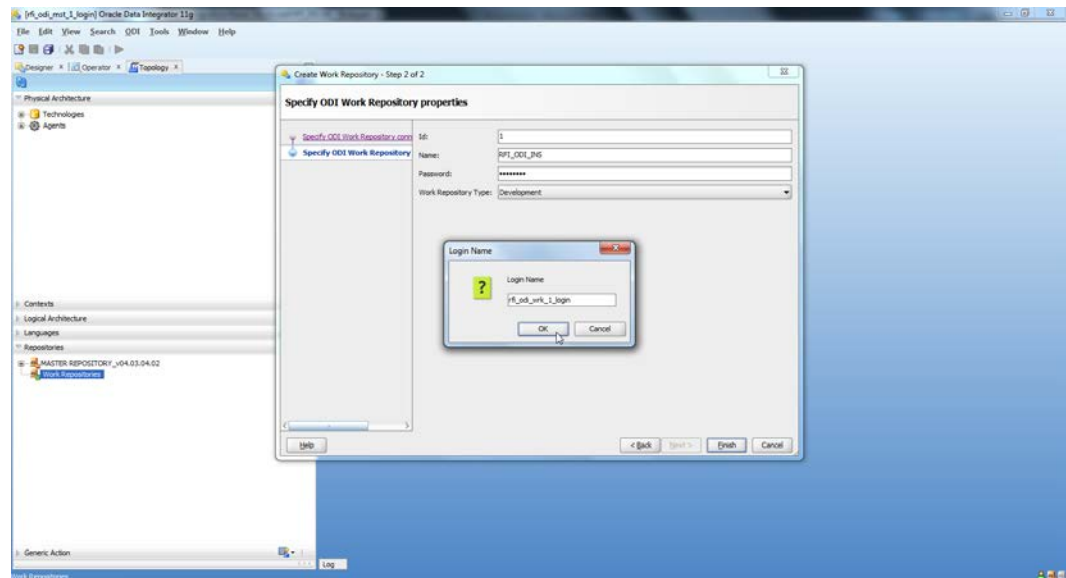 [rfi_odi_mst_1_login] Oracle Data Integrator 11g
File Edit View Search ODI Tools Window Help
Designer Operator Topology
Physical Architecture
Technologies
Agents
Contexts
Logical Architecture
Languages
Repositories
MASTER REPOSITORY_v04.03.04.02
Work Repositories
Generic Action
Log
Work Repositories
Create Work Repository - Step 2 of 2
Specify ODI Work Repository properties
Specify ODI Work Repository conn
Specify ODI Work Repository
Id: 1
Name: RFI_ODI_INS
Password: ••••••••
Work Repository Type: Development
Login Name
?
Login Name
rfi_odi_wrk_1_login
OK Cancel
Help < Back Next > Finish Cancel